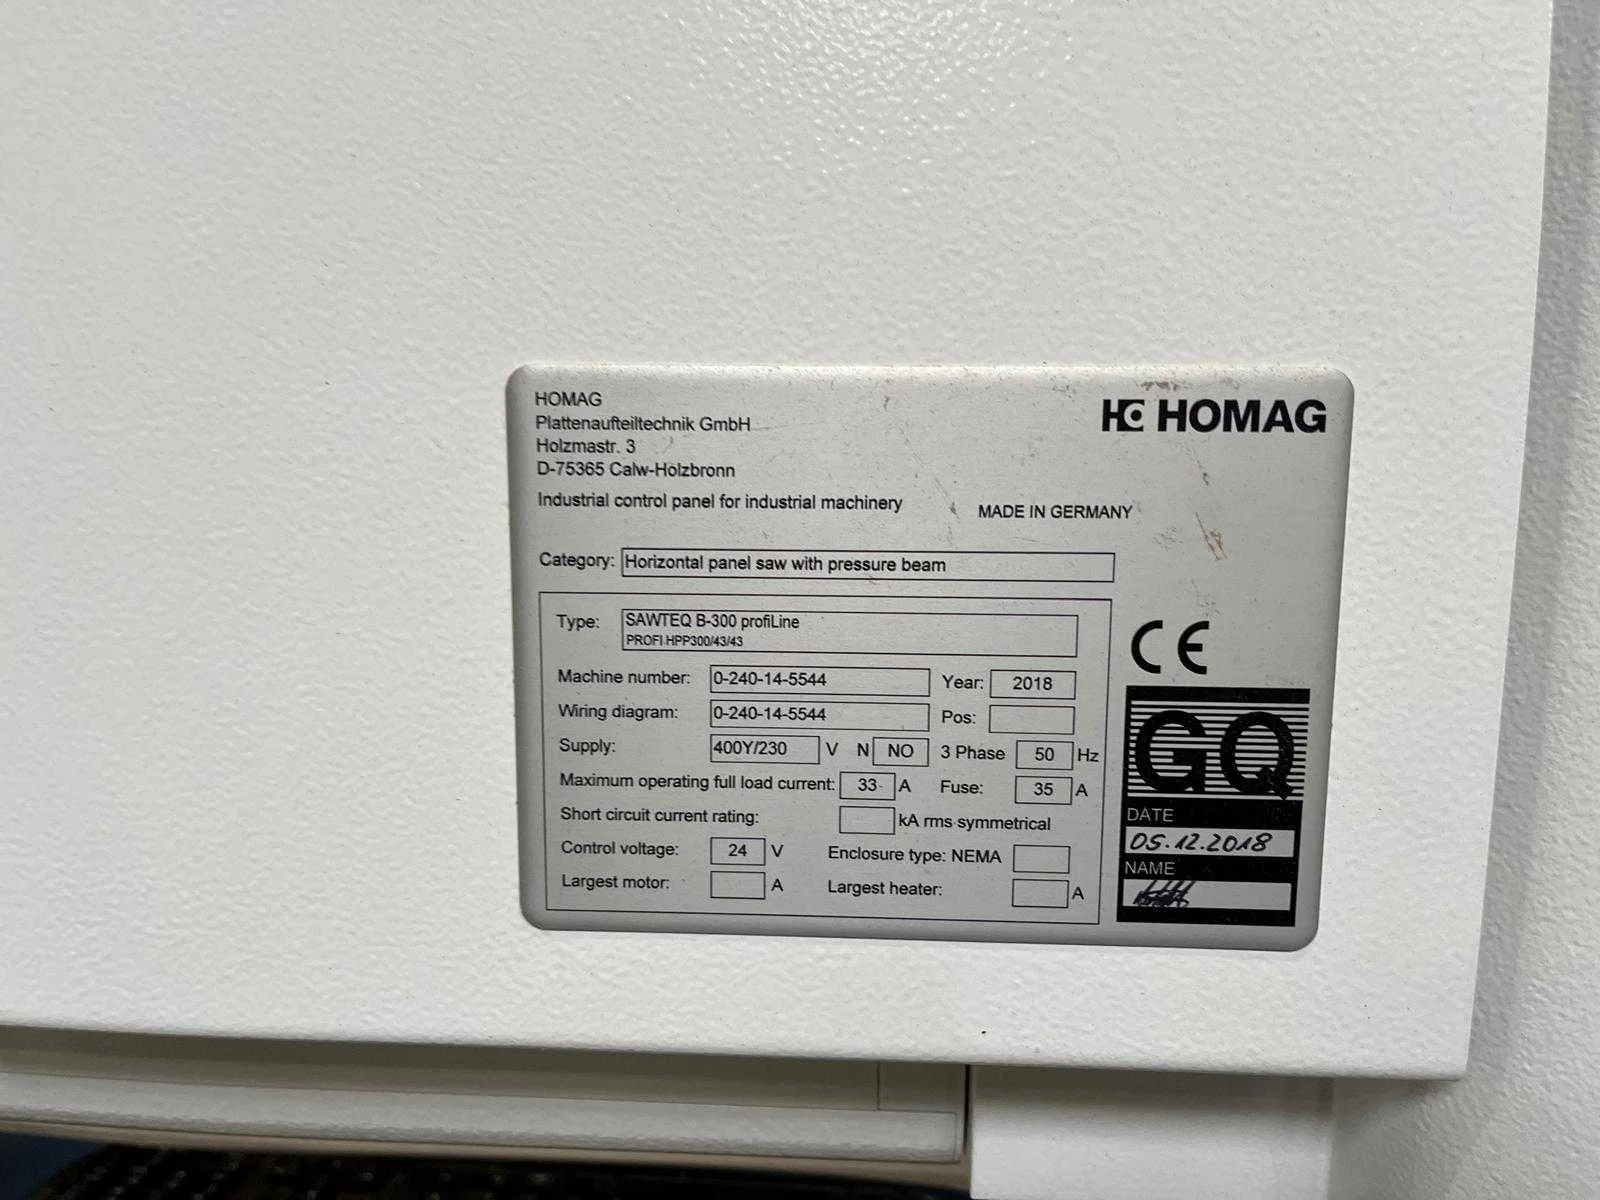 HOMAG
Plattenaufteiltechnik GmbH
Holzmastr. 3
D-75365 Calw-Holzbronn
HOMAG
Industrial control panel for industrial machinery
MADE IN GERMANY
Category: Horizontal panel saw with pressure beam
Type: SAWTEQ B-300 profiLine
PROFI HPP300/43/43
Machine number: 0-240-14-5544 Year: 2018
Wiring diagram: 0-240-14-5544 Pos:
Supply: 400Y/230 V N NO 3 Phase 50 Hz
Maximum operating full load current: 33 A Fuse: 35 A
Short circuit current rating: kA rms symmetrical
Control voltage: 24 V Enclosure type: NEMA
Largest motor: A Largest heater: A
CE
GQ
DATE
05.12.2018
NAME